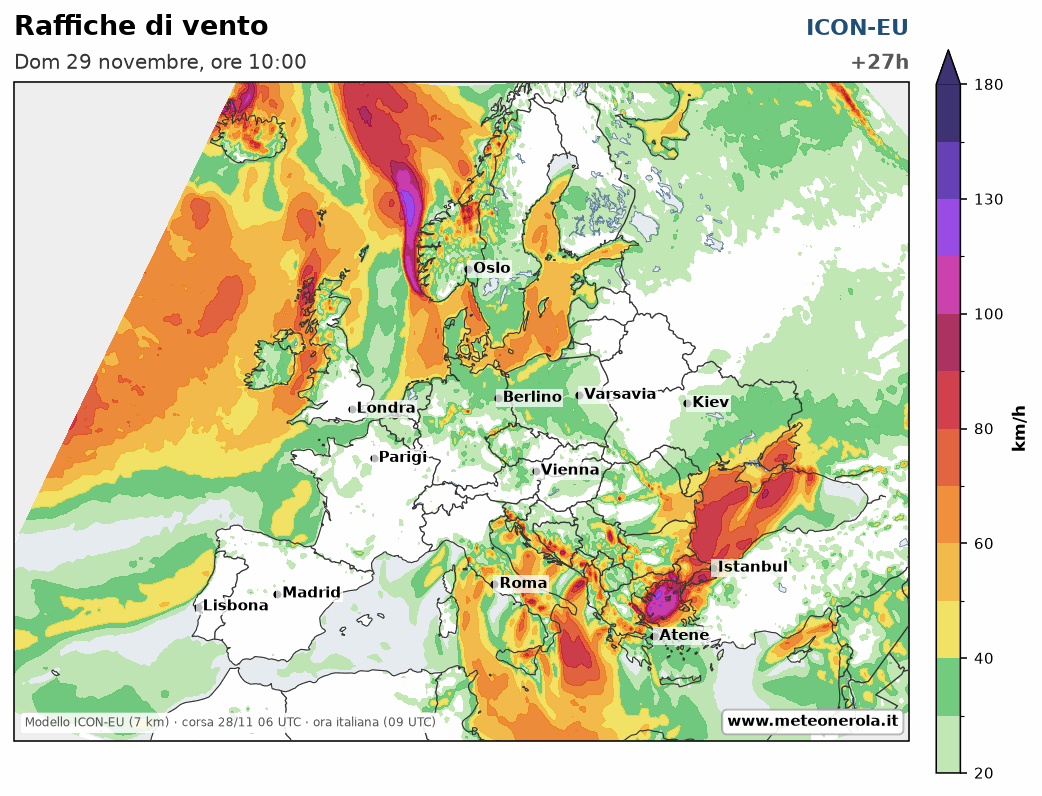 Raffiche di vento
ICON-EU
Dom 29 novembre, ore 10:00
+27h
180
130
100
80
60
40
20
km/h
Oslo
Londra
Berlino
Varsavia
Kiev
Parigi
Vienna
Istanbul
Roma
Madrid
Lisbona
Atene
Modello ICON-EU (7 km) · corsa 28/11 06 UTC · ora italiana (09 UTC)
www.meteonerola.it